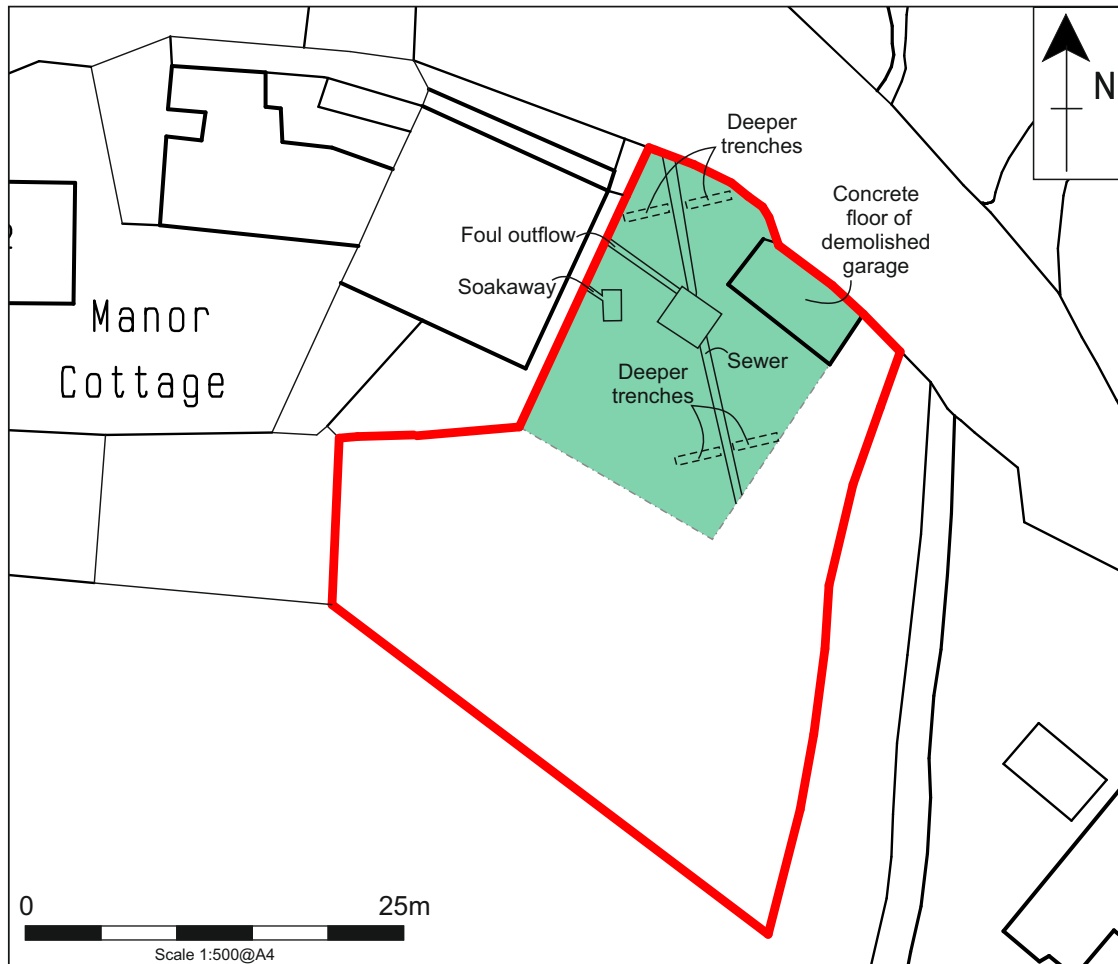 N
Deeper
trenches
Concrete
floor of
demolished
garage
Foul outflow
Soakaway
Manor
Cottage
Sewer
Deeper
trenches
0 25m
Scale 1:500@A4